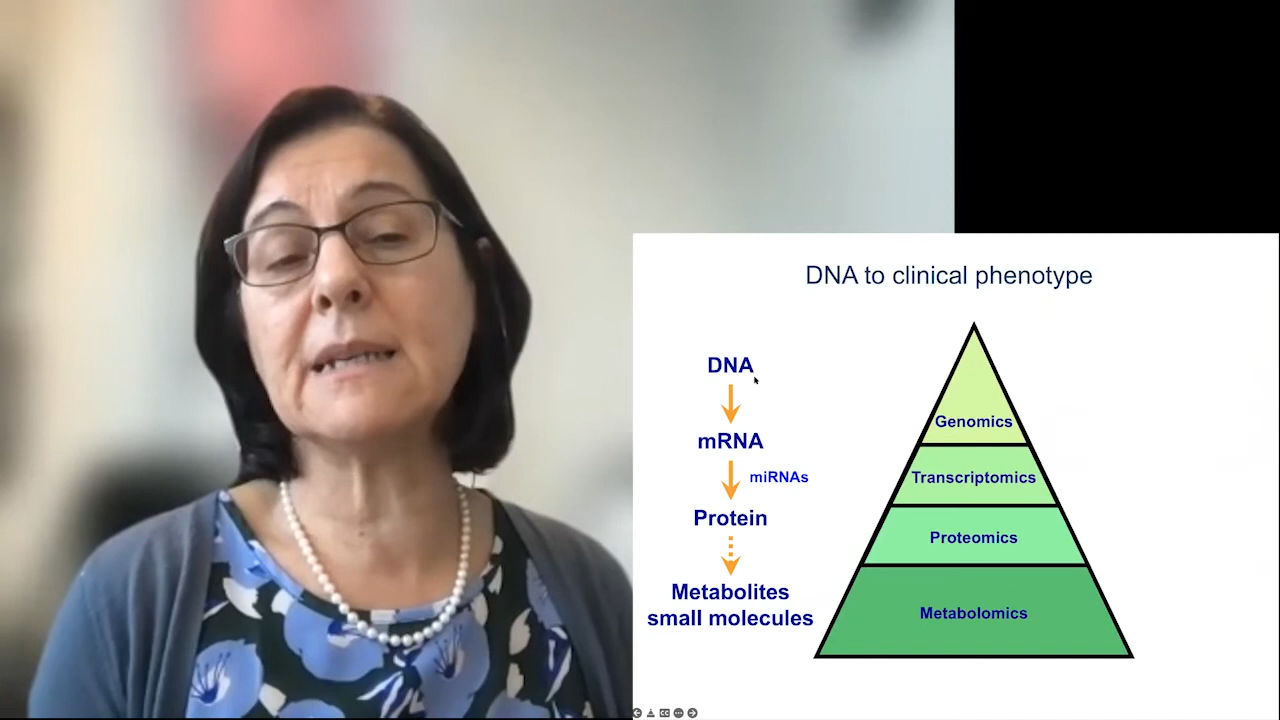 DNA to clinical phenotype
DNA
mRNA
miRNAs
Protein
Metabolites
small molecules
Genomics
Transcriptomics
Proteomics
Metabolomics